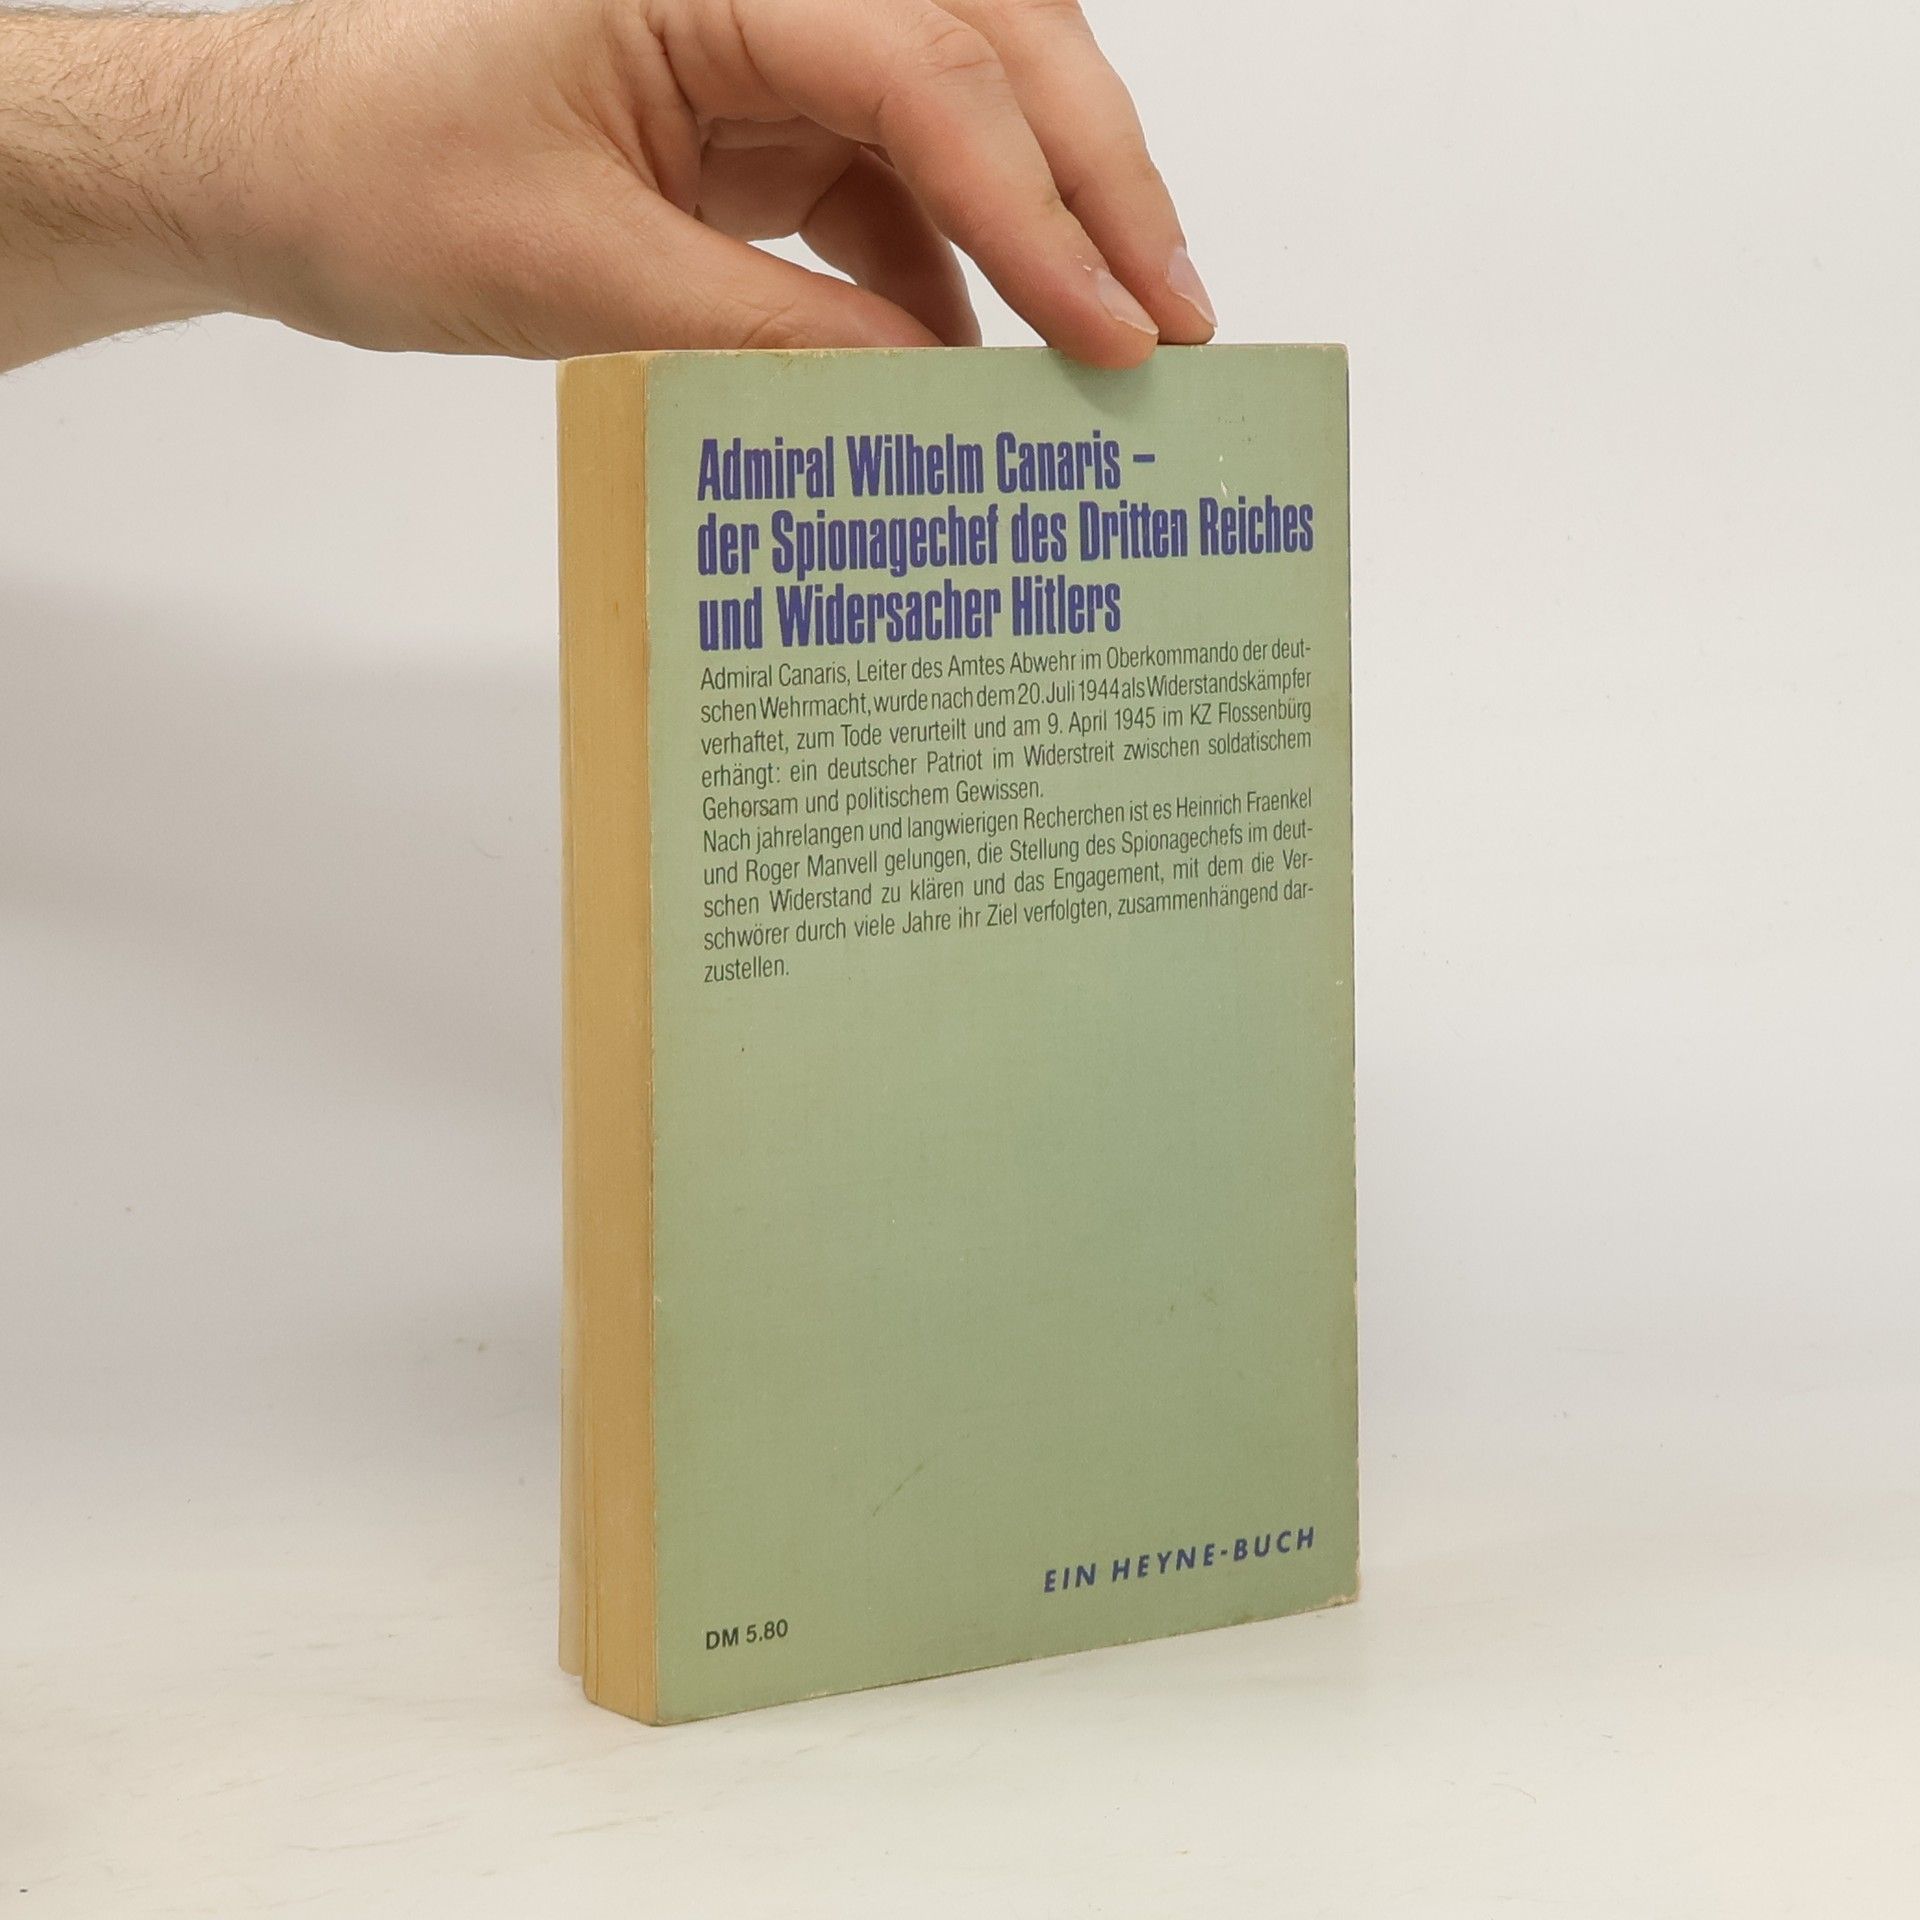 Admiral Wilhelm Canaris –
der Spionagechef des Dritten Reiches
und Widersacher Hitlers
Admiral Canaris, Leiter des Amtes Abwehr im Oberkommando der deut-
schen Wehrmacht, wurde nach dem 20. Juli 1944 als Widerstandskämpfer
verhaftet, zum Tode verurteilt und am 9. April 1945 im KZ Flossenbürg
erhängt: ein deutscher Patriot im Widerstreit zwischen soldatischem
Gehorsam und politischem Gewissen.
Nach jahrelangen und langwierigen Recherchen ist es Heinrich Fraenkel
und Roger Manvell gelungen, die Stellung des Spionagechefs im deut-
schen Widerstand zu klären und das Engagement, mit dem die Ver-
schwörer durch viele Jahre ihr Ziel verfolgten, zusammenhängend dar-
zustellen.
EIN HEYNE-BUCH
DM 5.80